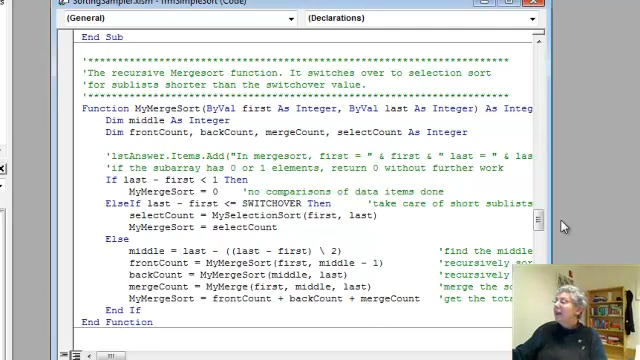 SortingSampler.xlsm - frmSimpleSort (Code)
(General) (Declarations)
End Sub
'***********************************************************************
'The recursive Mergesort function. It switches over to selection sort
'for sublists shorter than the switchover value.
'***********************************************************************
Function MyMergeSort(ByVal first As Integer, ByVal last As Integer) As Integ
Dim middle As Integer
Dim frontCount, backCount, mergeCount, selectCount As Integer
'lstAnswer.Items.Add("In mergesort, first = " & first & " last = " & las
'if the subarray has 0 or 1 elements, return 0 without further work
If last - first < 1 Then
MyMergeSort = 0 'no comparisons of data items done
ElseIf last - first <= SWITCHOVER Then 'take care of short sublists
selectCount = MySelectionSort(first, last)
MyMergeSort = selectCount
Else
middle = last - ((last - first) \ 2) 'find the middle
frontCount = MyMergeSort(first, middle - 1) 'recursively so
backCount = MyMergeSort(middle, last) 'recursively
mergeCount = MyMerge(first, middle, last) 'merge the so
MyMergeSort = frontCount + backCount + mergeCount 'get the tota
End If
End Function